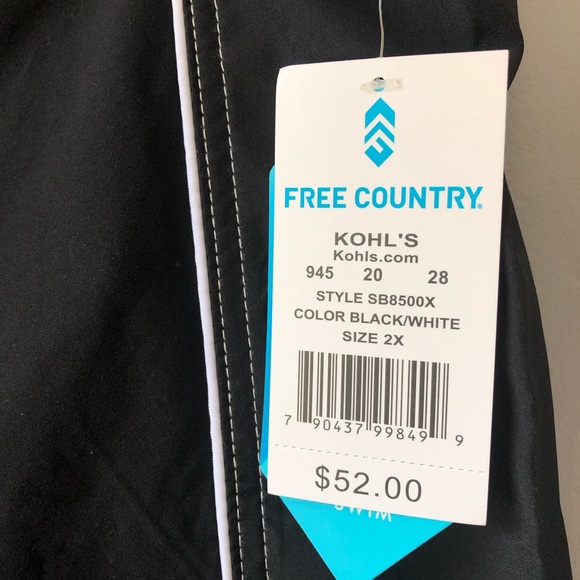 FREE COUNTRY®
KOHL'S
Kohls.com
945 20 28
STYLE SB8500X
COLOR BLACK/WHITE
SIZE 2X
7 90437 99849 9
$52.00
SWIM